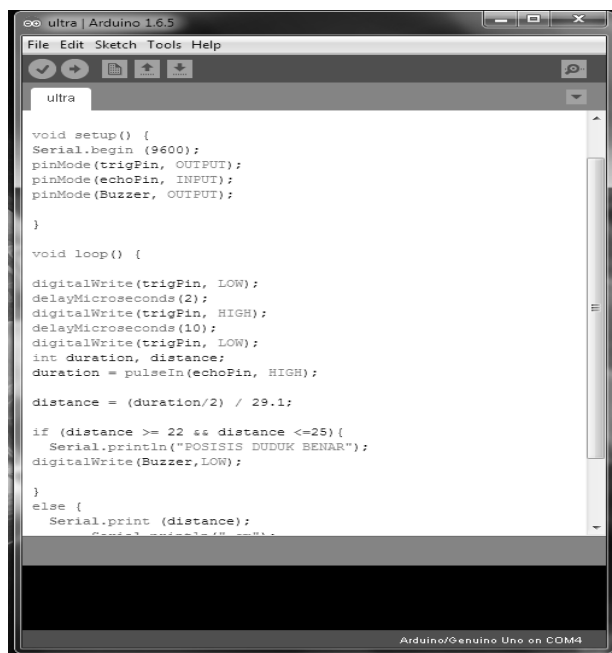 ultra | Arduino 1.6.5
File Edit Sketch Tools Help
ultra
void setup() {
Serial.begin (9600);
pinMode(trigPin, OUTPUT);
pinMode(echoPin, INPUT);
pinMode(Buzzer, OUTPUT);
}
void loop() {
digitalWrite(trigPin, LOW);
delayMicroseconds(2);
digitalWrite(trigPin, HIGH);
delayMicroseconds(10);
digitalWrite(trigPin, LOW);
int duration, distance;
duration = pulseIn(echoPin, HIGH);
distance = (duration/2) / 29.1;
if (distance >= 22 && distance <=25){
Serial.println("POSISIS DUDUK BENAR");
digitalWrite(Buzzer,LOW);
}
else {
Serial.print (distance);
Serial.println(" cm");
Arduino/Genuino Uno on COM4